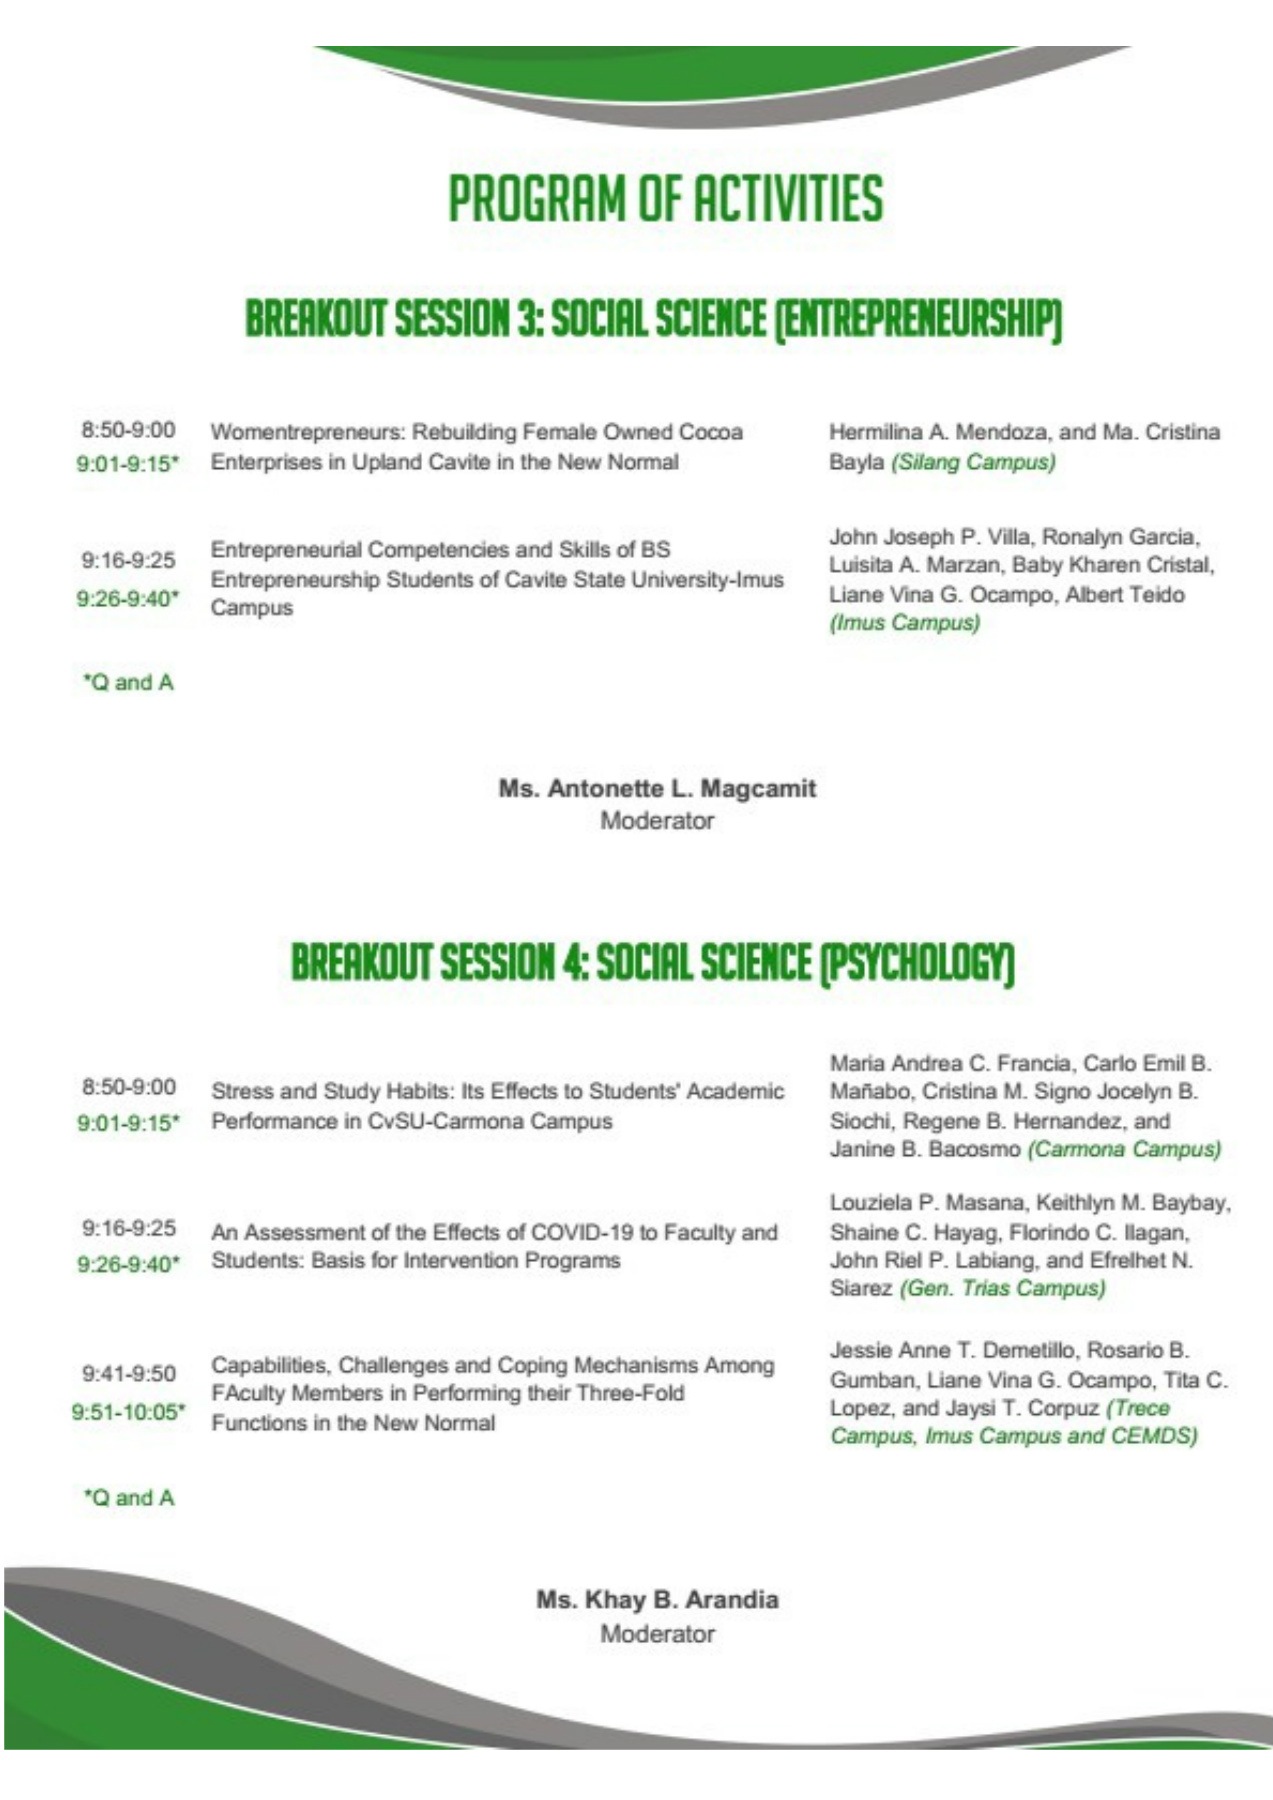 PROGRAM OF ACTIVITIES
BREAKOUT SESSION 3: SOCIAL SCIENCE (ENTREPRENEURSHIP)
8:50-9:00
9:01-9:15*
Womentrepreneurs: Rebuilding Female Owned Cocoa
Enterprises in Upland Cavite in the New Normal
Hermilina A. Mendoza, and Ma. Cristina
Bayla (Silang Campus)
9:16-9:25
9:26-9:40*
Entrepreneurial Competencies and Skills of BS
Entrepreneurship Students of Cavite State University-Imus
Campus
John Joseph P. Villa, Ronalyn Garcia,
Luisita A. Marzan, Baby Kharen Cristal,
Liane Vina G. Ocampo, Albert Teido
(Imus Campus)
*Q and A
Ms. Antonette L. Magcamit
Moderator
BREAKOUT SESSION 4: SOCIAL SCIENCE (PSYCHOLOGY)
8:50-9:00
9:01-9:15*
Stress and Study Habits: Its Effects to Students' Academic
Performance in CvSU-Carmona Campus
Maria Andrea C. Francia, Carlo Emil B.
Mañabo, Cristina M. Signo Jocelyn B.
Siochi, Regene B. Hernandez, and
Janine B. Bacosmo (Carmona Campus)
9:16-9:25
9:26-9:40*
An Assessment of the Effects of COVID-19 to Faculty and
Students: Basis for Intervention Programs
Louziela P. Masana, Keithlyn M. Baybay,
Shaine C. Hayag, Florindo C. Ilagan,
John Riel P. Labiang, and Efrelhet N.
Siarez (Gen. Trias Campus)
9:41-9:50
9:51-10:05*
Capabilities, Challenges and Coping Mechanisms Among
FAculty Members in Performing their Three-Fold
Functions in the New Normal
Jessie Anne T. Demetillo, Rosario B.
Gumban, Liane Vina G. Ocampo, Tita C.
Lopez, and Jaysi T. Corpuz (Trece
Campus, Imus Campus and CEMDS)
*Q and A
Ms. Khay B. Arandia
Moderator